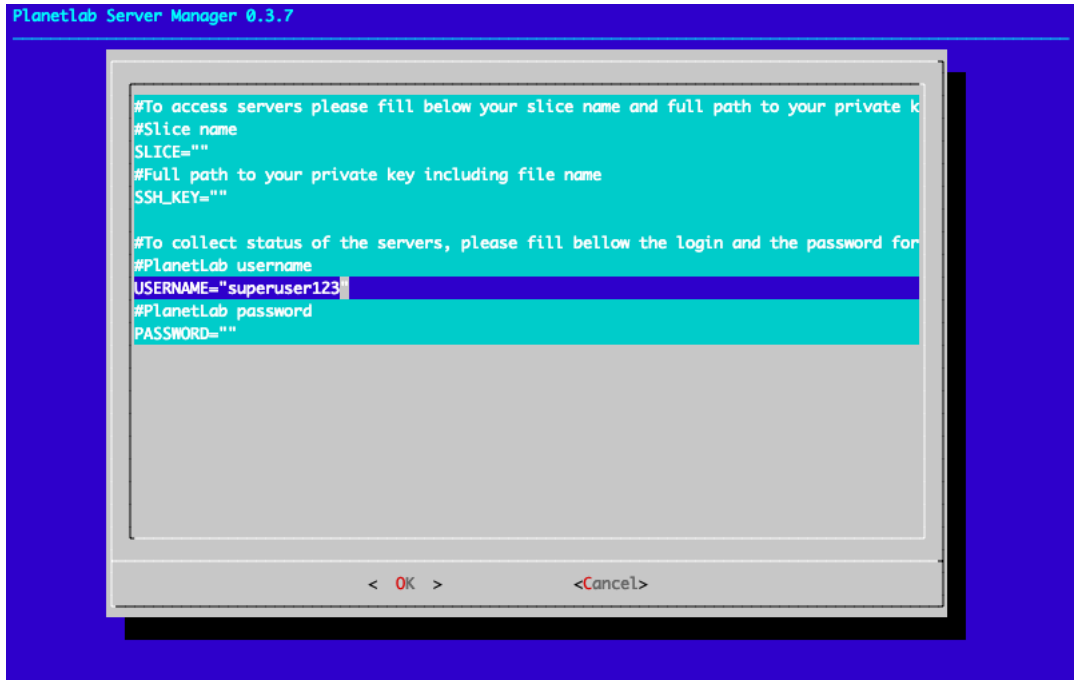 Planetlab Server Manager 0.3.7
#To access servers please fill below your slice name and full path to your private k
#Slice name
SLICE=""
#Full path to your private key including file name
SSH_KEY=""
#To collect status of the servers, please fill bellow the login and the password for
#PlanetLab username
USERNAME="superuser123"
#PlanetLab password
PASSWORD=""
< OK > <Cancel>